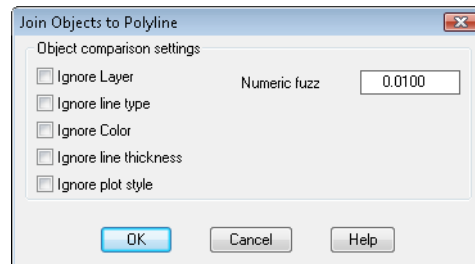 Join Objects to Polyline
Object comparison settings
Ignore Layer
Numeric fuzz 0.0100
Ignore line type
Ignore Color
Ignore line thickness
Ignore plot style
OK Cancel Help